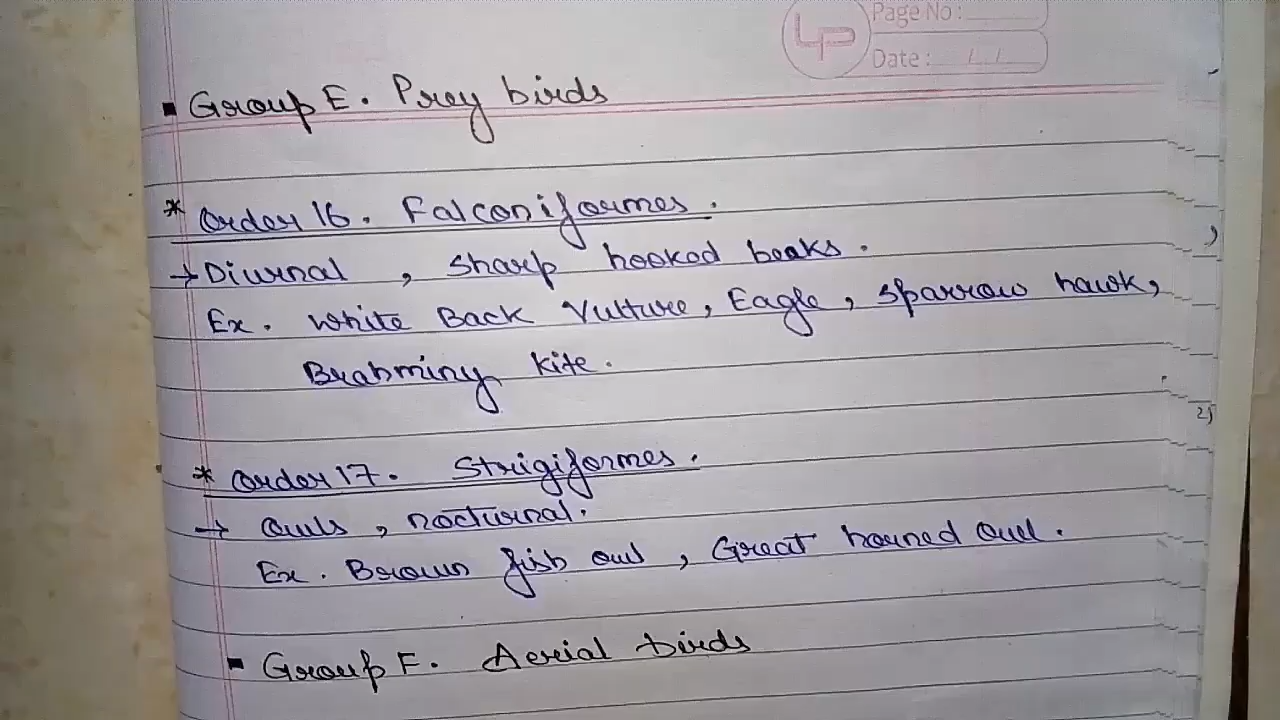 LP Page No :
Date : / /
▪ Group E. Prey birds
* Order 16. Falconiformes.
→ Diurnal , Sharp hooked beaks.
Ex. White Back Vulture, Eagle, Sparrow hawk,
Brahminy Kite.
* Order 17. Strigiformes.
→ Owls , nocturnal.
Ex. Brown fish owl , Great horned owl.
▪ Group F. Aerial birds